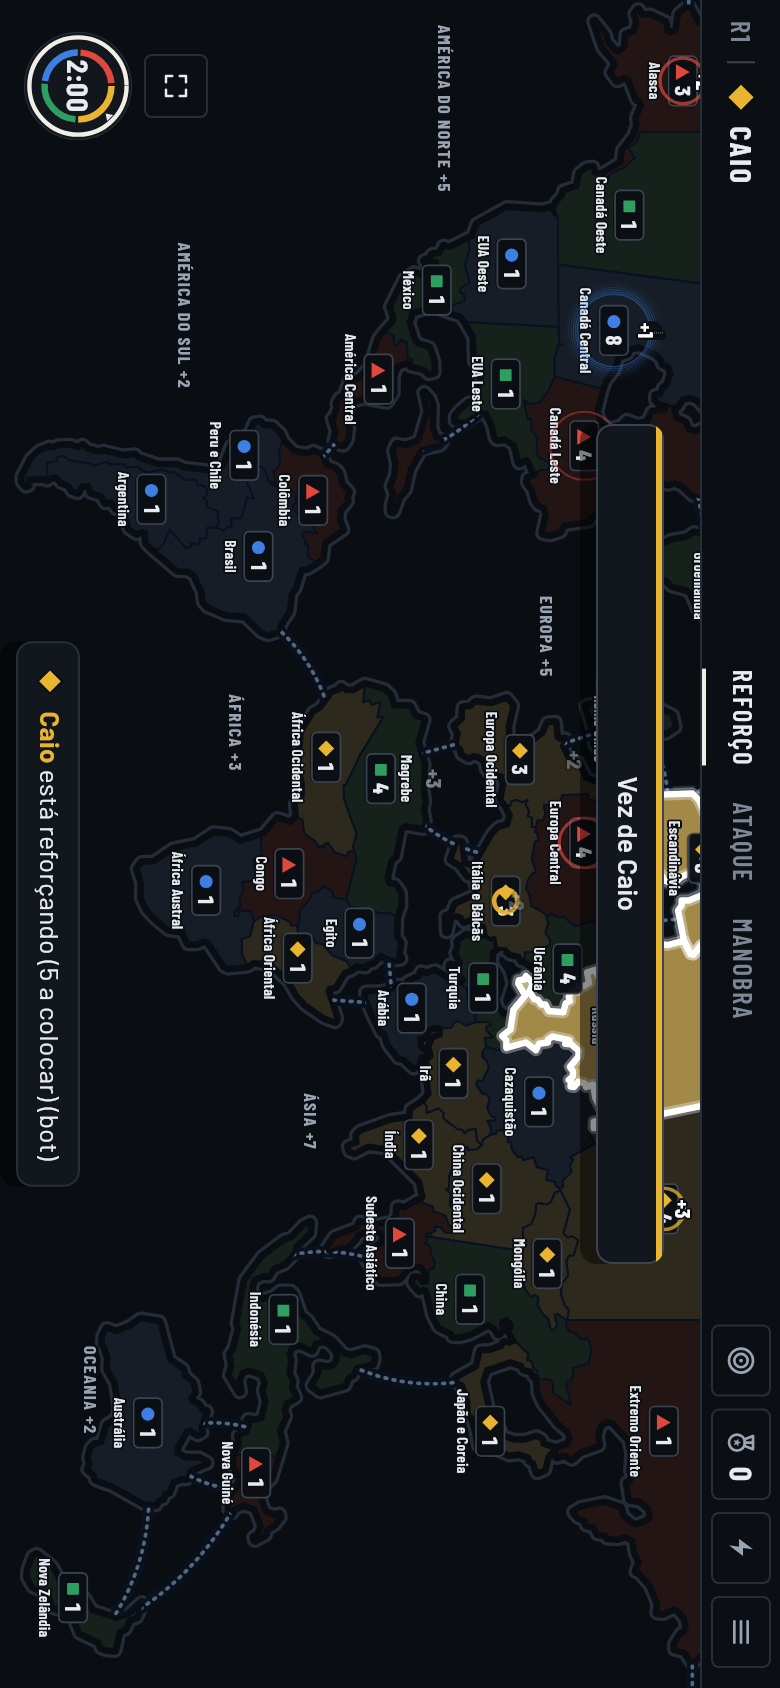 R1
CAIO
REFORÇO
ATAQUE
MANOBRA
0
Alasca
3
Canadá Oeste
1
Canadá Central
8
+1
EUA Oeste
1
EUA Leste
1
México
1
América Central
1
Canadá Leste
4
AMÉRICA DO NORTE +5
AMÉRICA DO SUL +2
Colômbia
1
Peru e Chile
1
Brasil
1
Argentina
1
EUROPA +5
Vez de Caio
Escandinávia
Europa Ocidental
3
+2
Europa Central
4
Itália e Bálcãs
Ucrânia
4
+3
Magrebe
4
África Ocidental
1
ÁFRICA +3
Egito
1
Congo
1
África Oriental
1
África Austral
1
Turquia
1
Arábia
1
Irã
1
Cazaquistão
1
Índia
1
China Ocidental
1
Mongólia
1
China
1
Sudeste Asiático
1
+3
ÁSIA +7
Extremo Oriente
1
Japão e Coreia
1
Indonésia
1
Nova Guiné
1
OCEANIA +2
Austrália
1
Nova Zelândia
1
2:00
Caio está reforçando (5 a colocar) (bot)